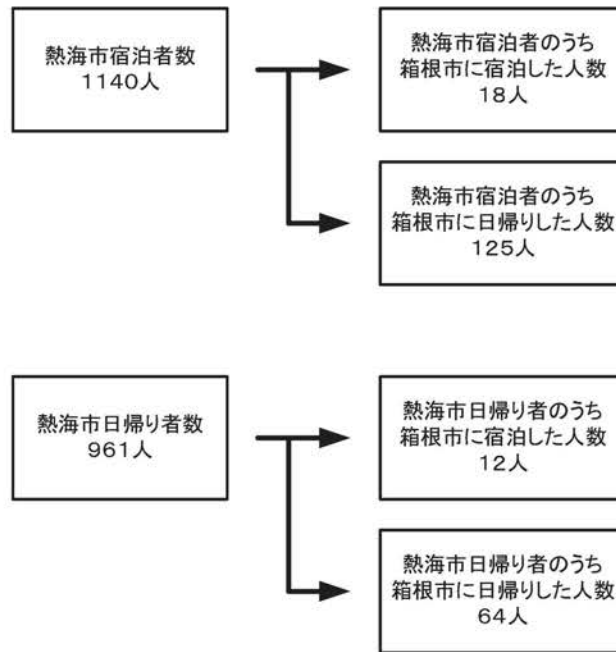 熱海市宿泊者数
1140人
熱海市宿泊者のうち
箱根市に宿泊した人数
18人
熱海市宿泊者のうち
箱根市に日帰りした人数
125人
熱海市日帰り者数
961人
熱海市日帰り者のうち
箱根市に宿泊した人数
12人
熱海市日帰り者のうち
箱根市に日帰りした人数
64人